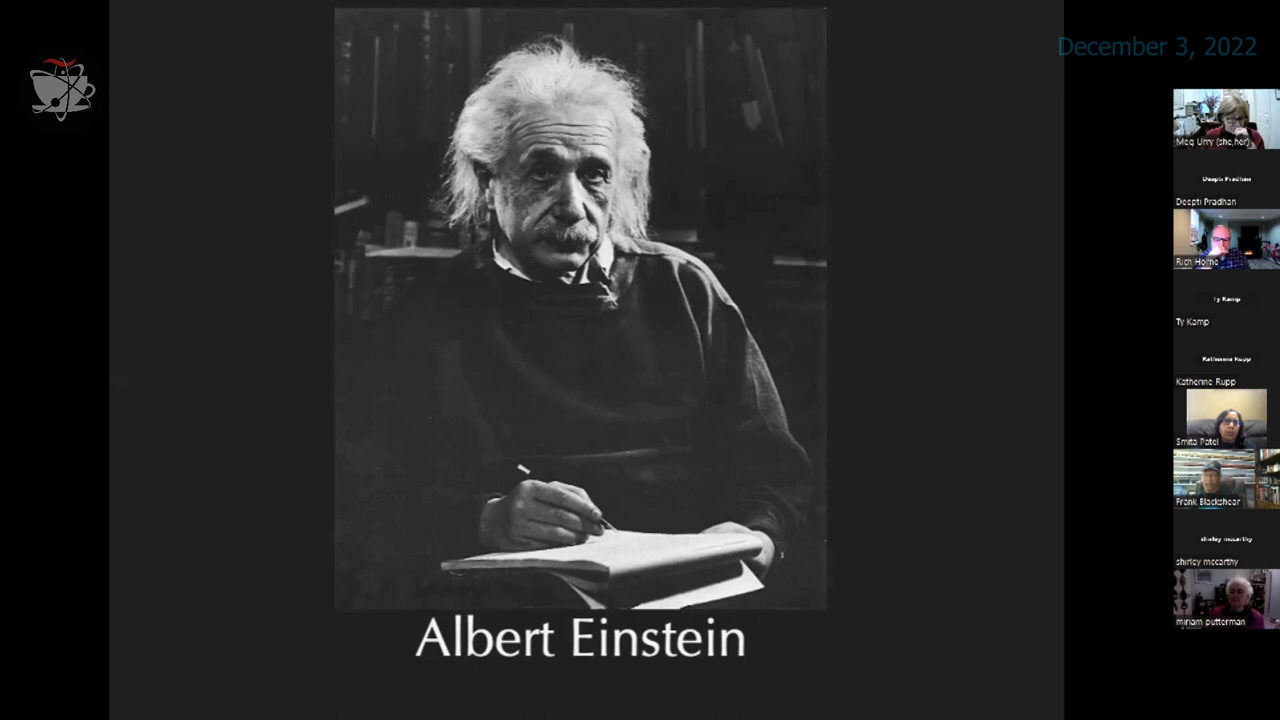 December 3, 2022
Meg Urry (she,her)
Deepti Pradhan
Deepti Pradhan
Rich Horne
Ty Kamp
Ty Kamp
Katherine Rupp
Katherine Rupp
Smita Patel
Frank Blackshear
shirley mccarthy
shirley mccarthy
miriam putterman
Albert Einstein